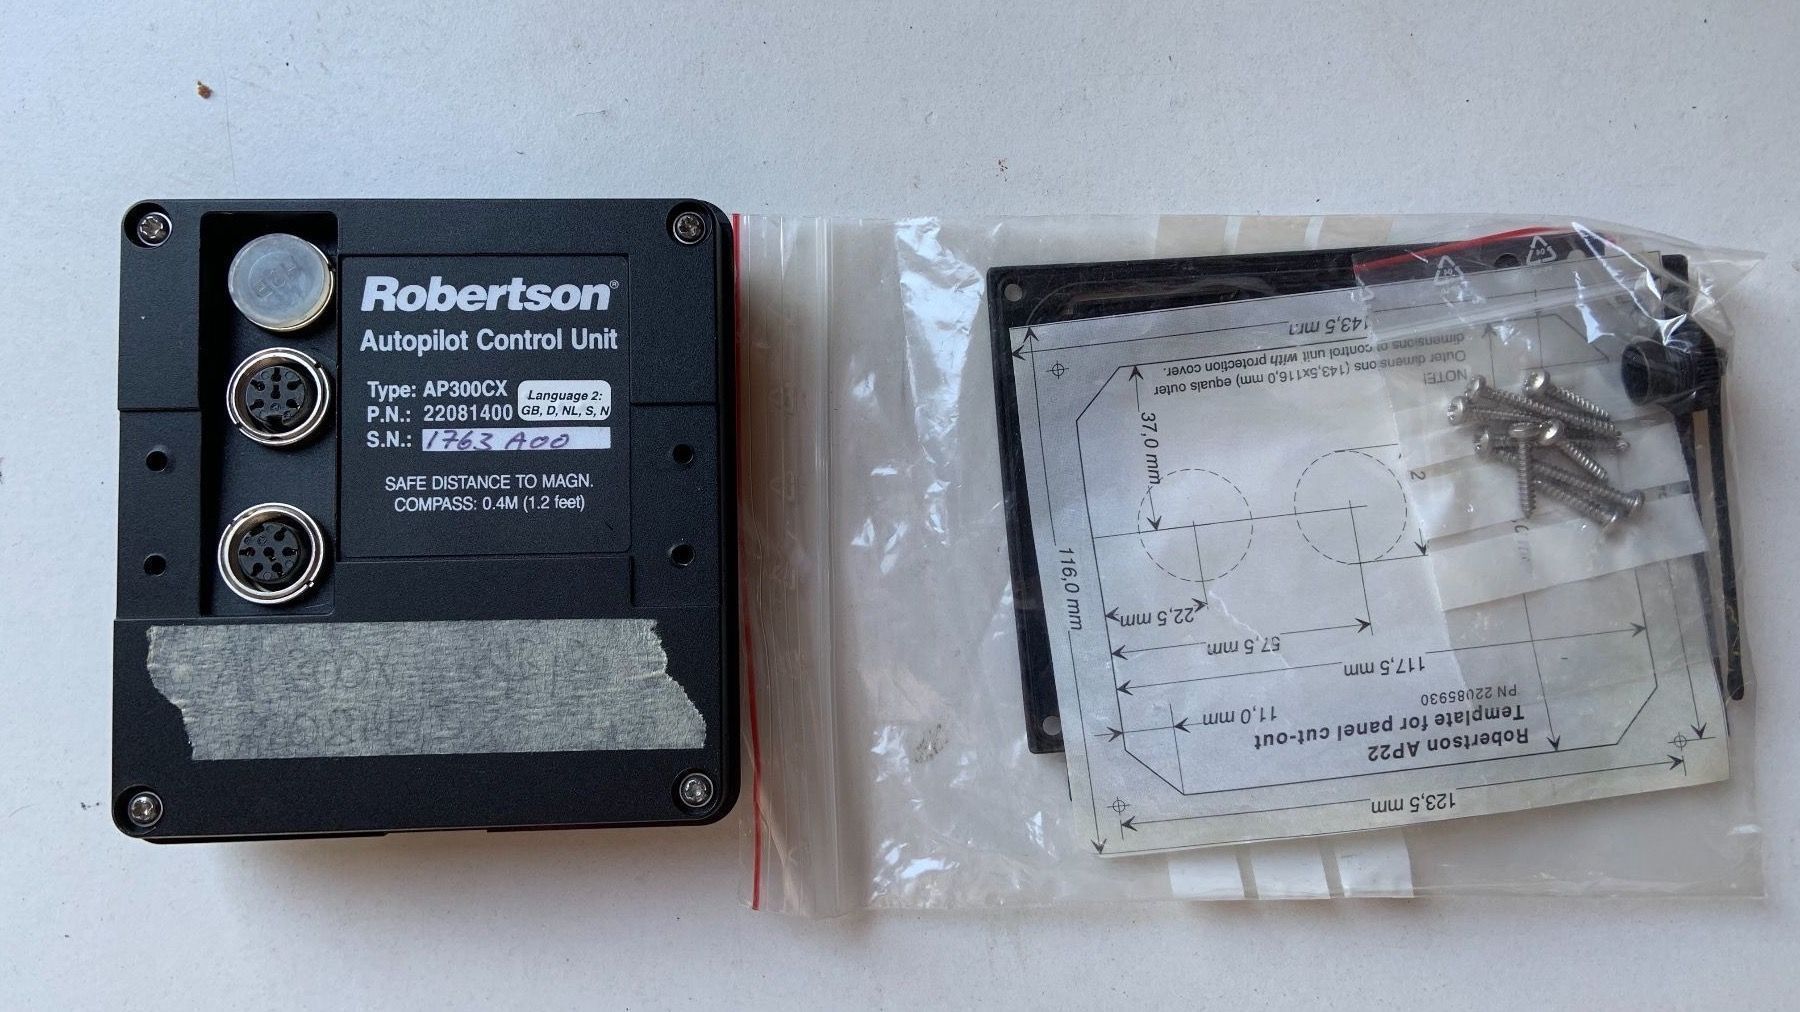 Robertson®
Autopilot Control Unit
Type: AP300CX
P.N.: 22081400
Language 2:
GB, D, NL, S, N
S.N.: 1763 A00
SAFE DISTANCE TO MAGN.
COMPASS: 0.4M (1.2 feet)
Robertson AP22
Template for panel cut-out
PN 22085930
123,5 mm
11,0 mm
117,5 mm
57,5 mm
22,5 mm
116,0 mm
37,0 mm
NOTE!
Outer dimens ons (143,5x116,0 mm) equals outer
dimensions of control unit with protection cover.
143,5 mm